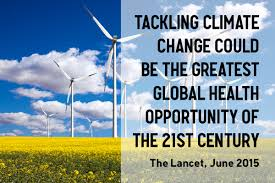 TACKLING CLIMATE
CHANGE COULD
BE THE GREATEST
GLOBAL HEALTH
OPPORTUNITY OF
THE 21ST CENTURY
The Lancet, June 2015